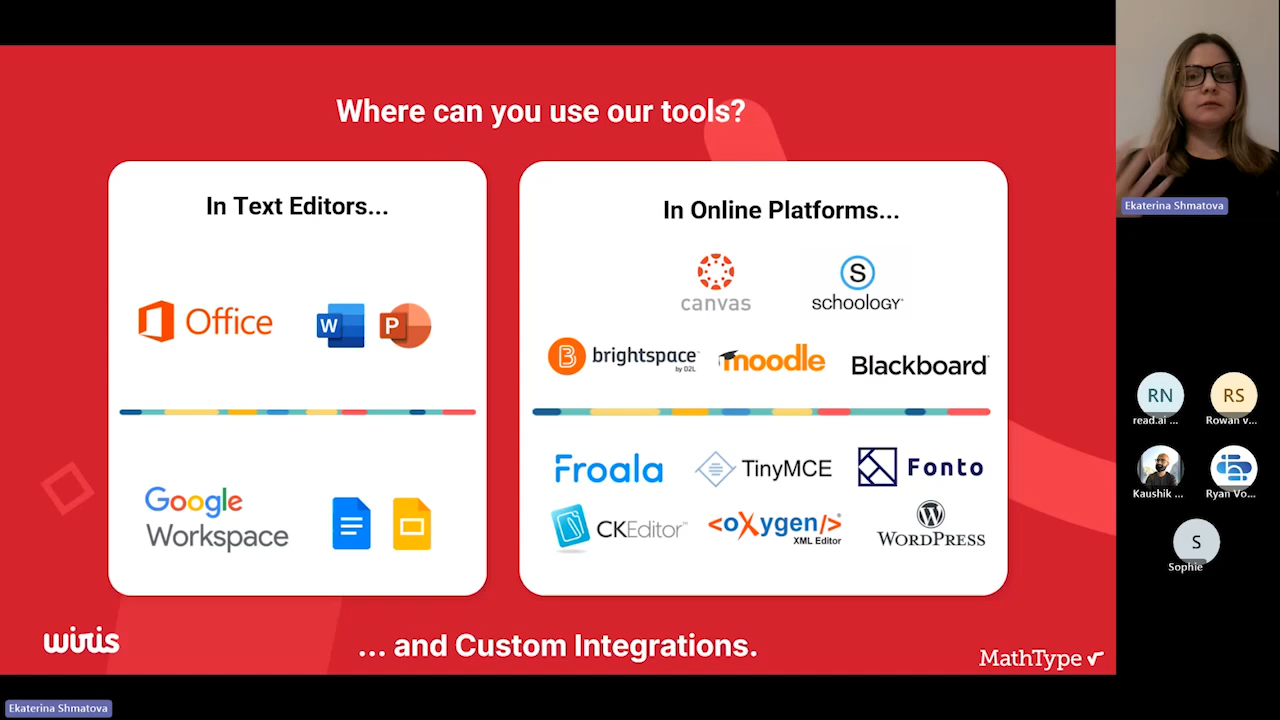 Where can you use our tools?
In Text Editors...
Office
W
P
Google
Workspace
In Online Platforms...
canvas
S
schoology
B
brightspace
by D2L
moodle
Blackboard
Froala
TinyMCE
Fonto
CKEditor™
<oXygen/>
XML Editor
W
WORDPRESS
... and Custom Integrations.
wiris
MathType
Ekaterina Shmatova
RN
read.ai ...
RS
Rowan v...
Kaushik ...
Ryan Vo...
S
Sophie
Ekaterina Shmatova